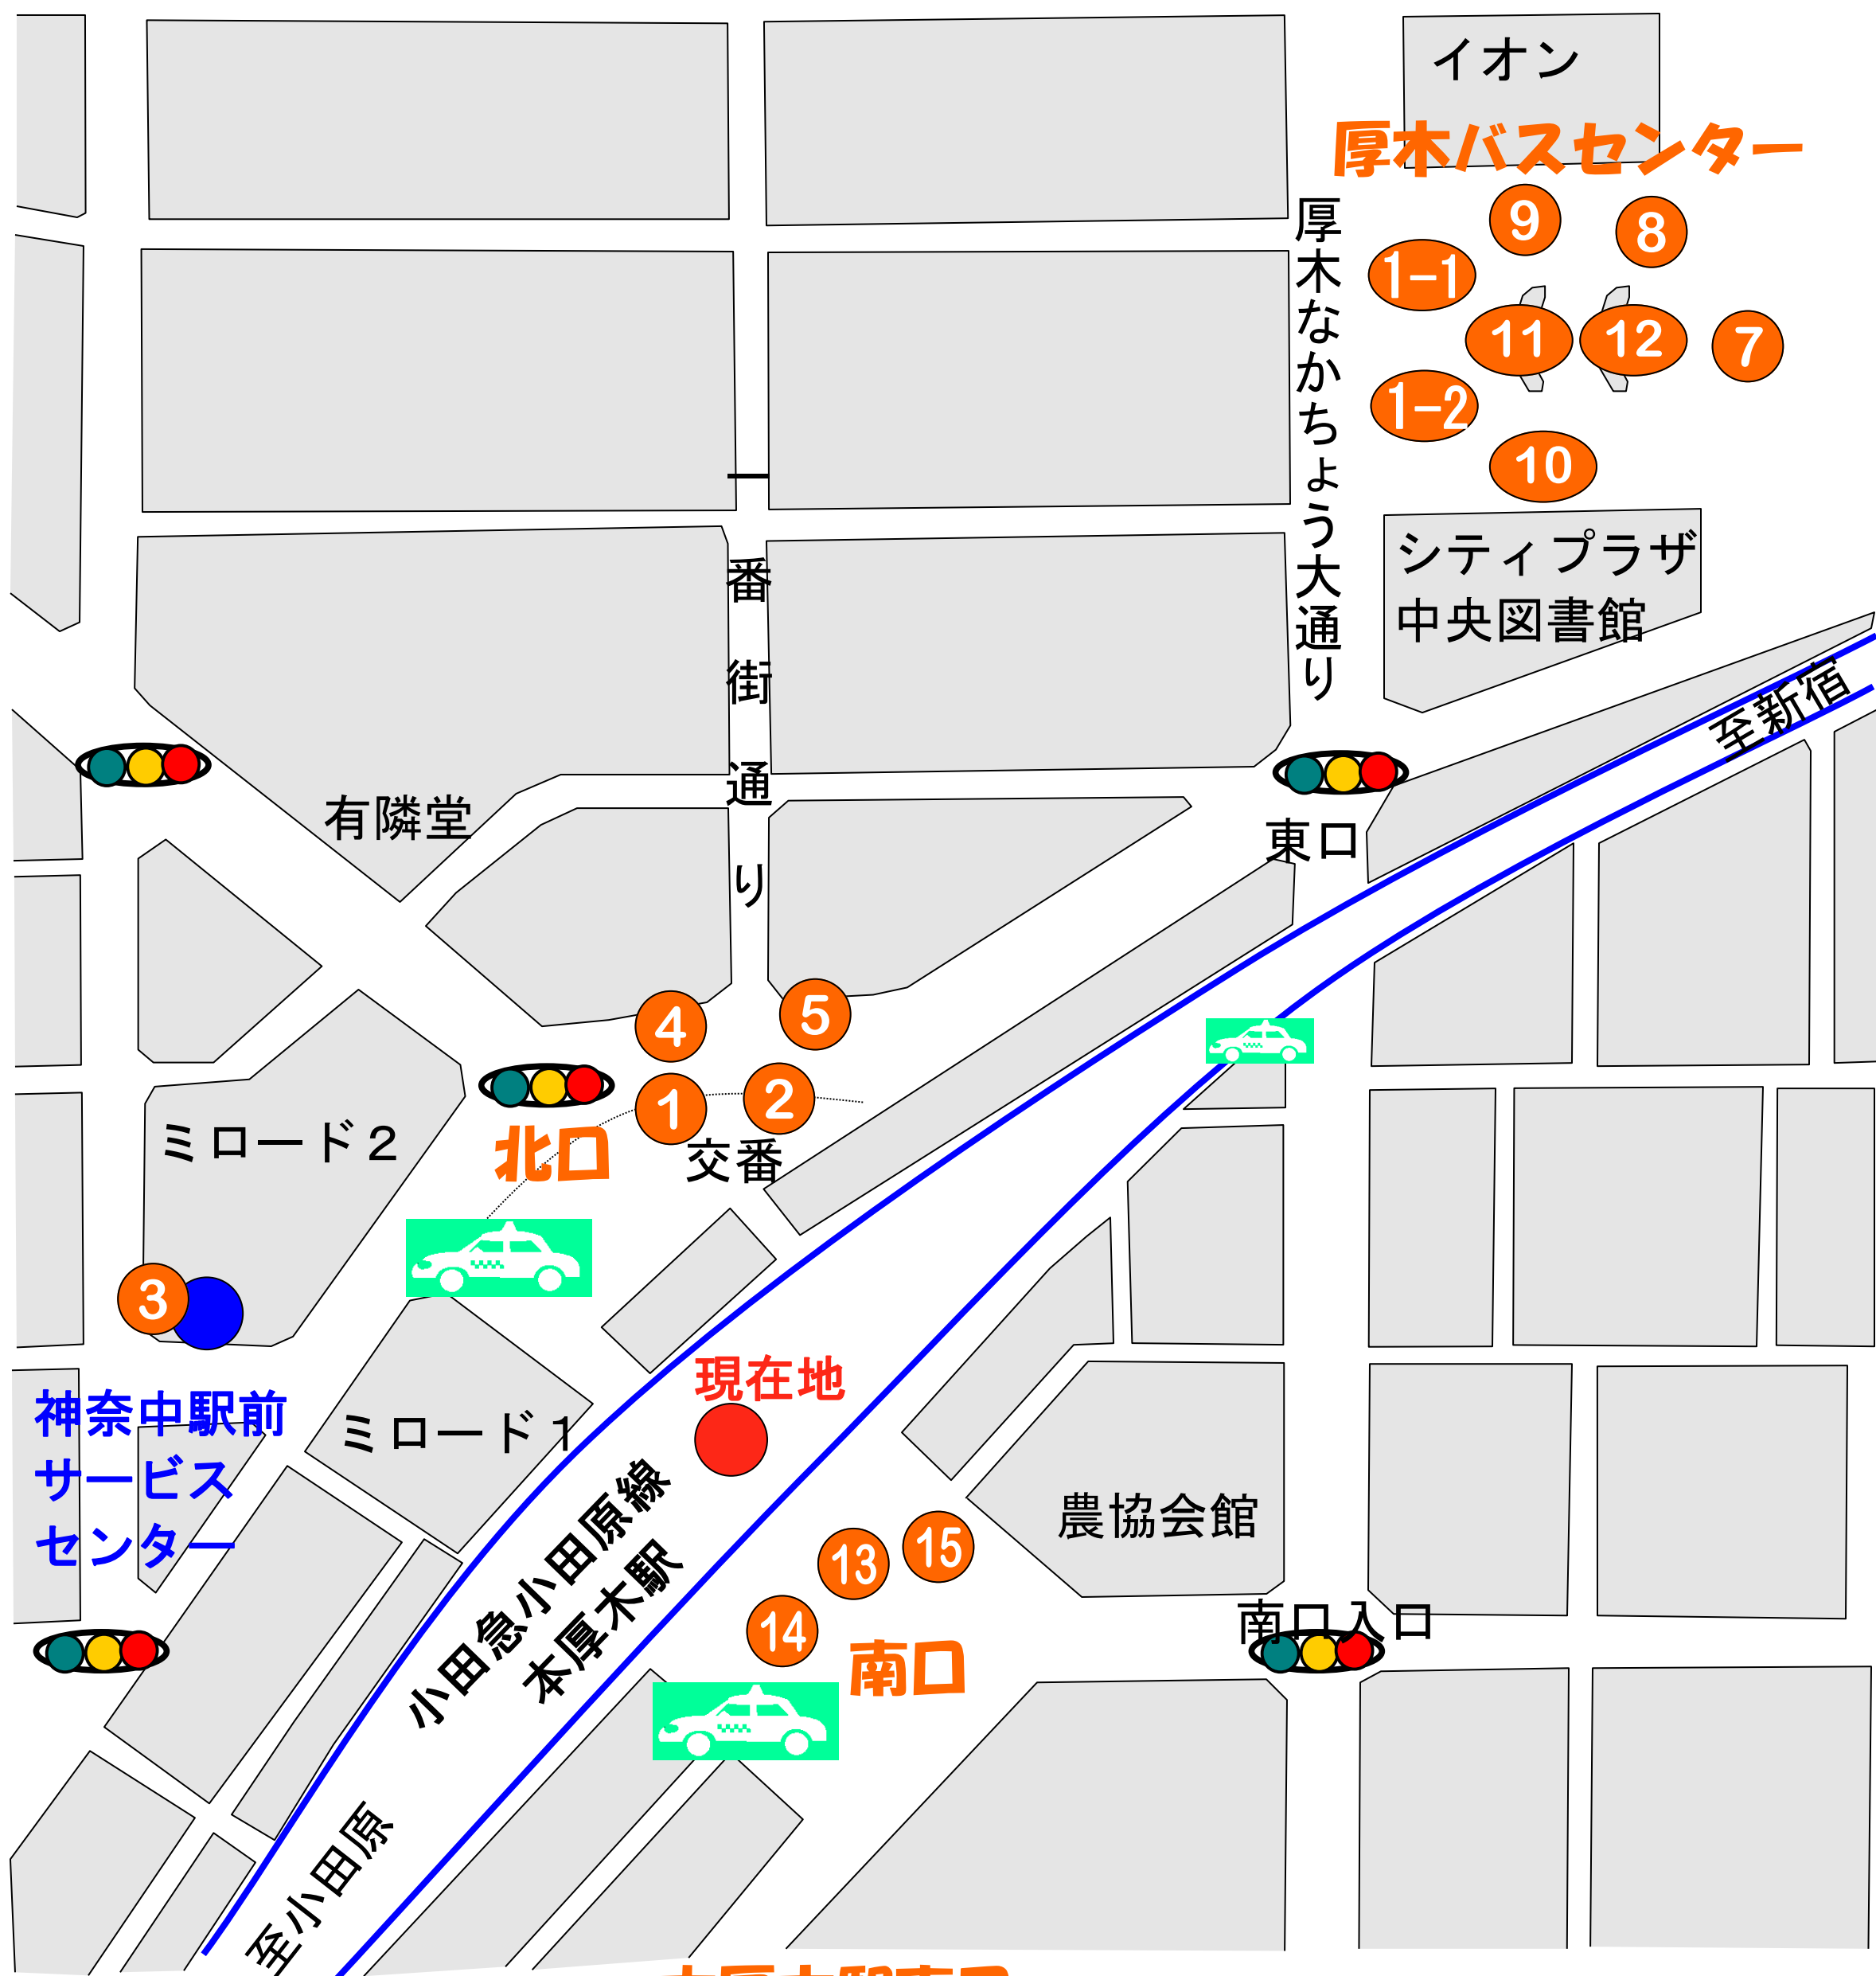 イオン
厚木バスセンター
9
8
1-1
11
12
7
1-2
10
厚木なかちょう大通り
シティプラザ
中央図書館
至新宿
一番街通り
有隣堂
東口
4
5
1
2
北口
交番
ミロード２
3
神奈中駅前
サービス
センター
ミロード１
現在地
小田急小田原線
本厚木駅
農協会館
15
13
14
南口
南口入口
至小田原